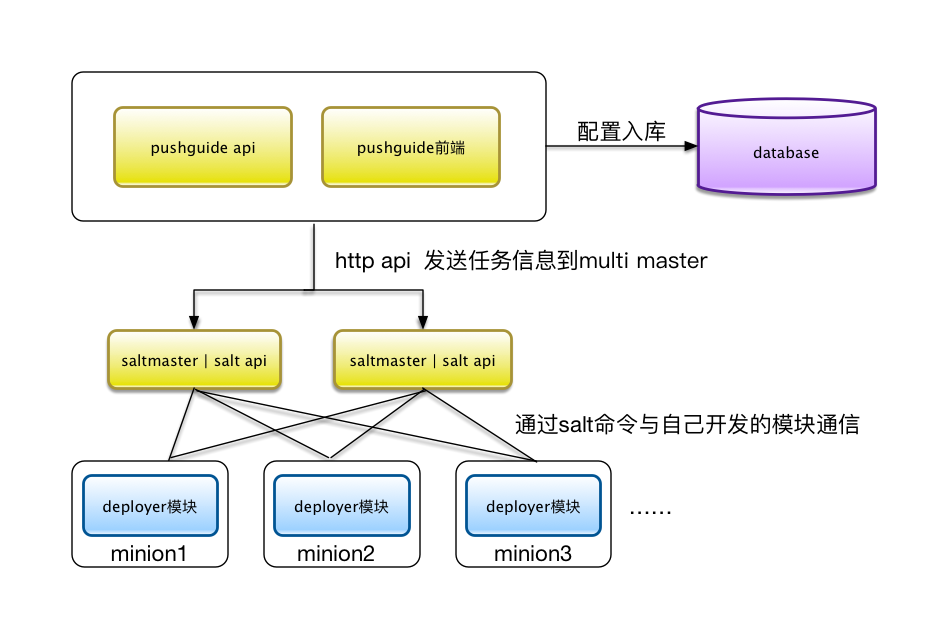 pushguide api
pushguide前端
配置入库
database
http api  发送任务信息到multi master
saltmaster | salt api
saltmaster | salt api
通过salt命令与自己开发的模块通信
deployer模块
deployer模块
deployer模块
……
minion1
minion2
minion3